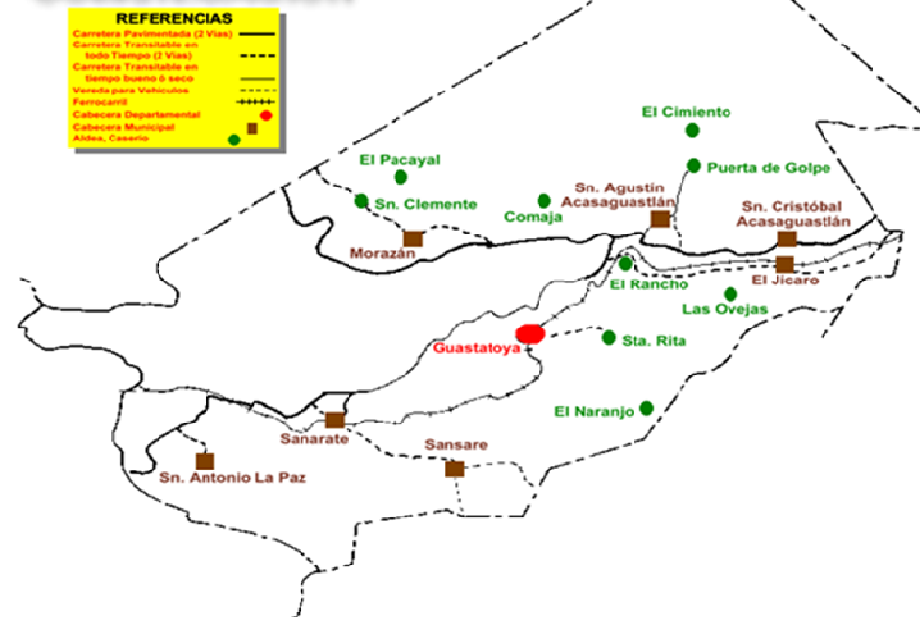 REFERENCIAS
Carretera Pavimentada (2 Vias)
Carretera Transitable en
todo Tiempo (2 Vias)
Carretera Transitable en
tiempo bueno ó seco
Vereda para Vehiculos
Ferrocarril
Cabecera Departamental
Cabecera Municipal
Aldea, Caserio
El Cimiento
El Pacayal
Puerta de Golpe
Sn. Agustín
Acasaguastlán
Sn. Clemente
Comaja
Sn. Cristóbal
Acasaguastlán
Morazán
El Rancho
El Jicaro
Las Ovejas
Guastatoya
Sta. Rita
El Naranjo
Sanarate
Sansare
Sn. Antonio La Paz